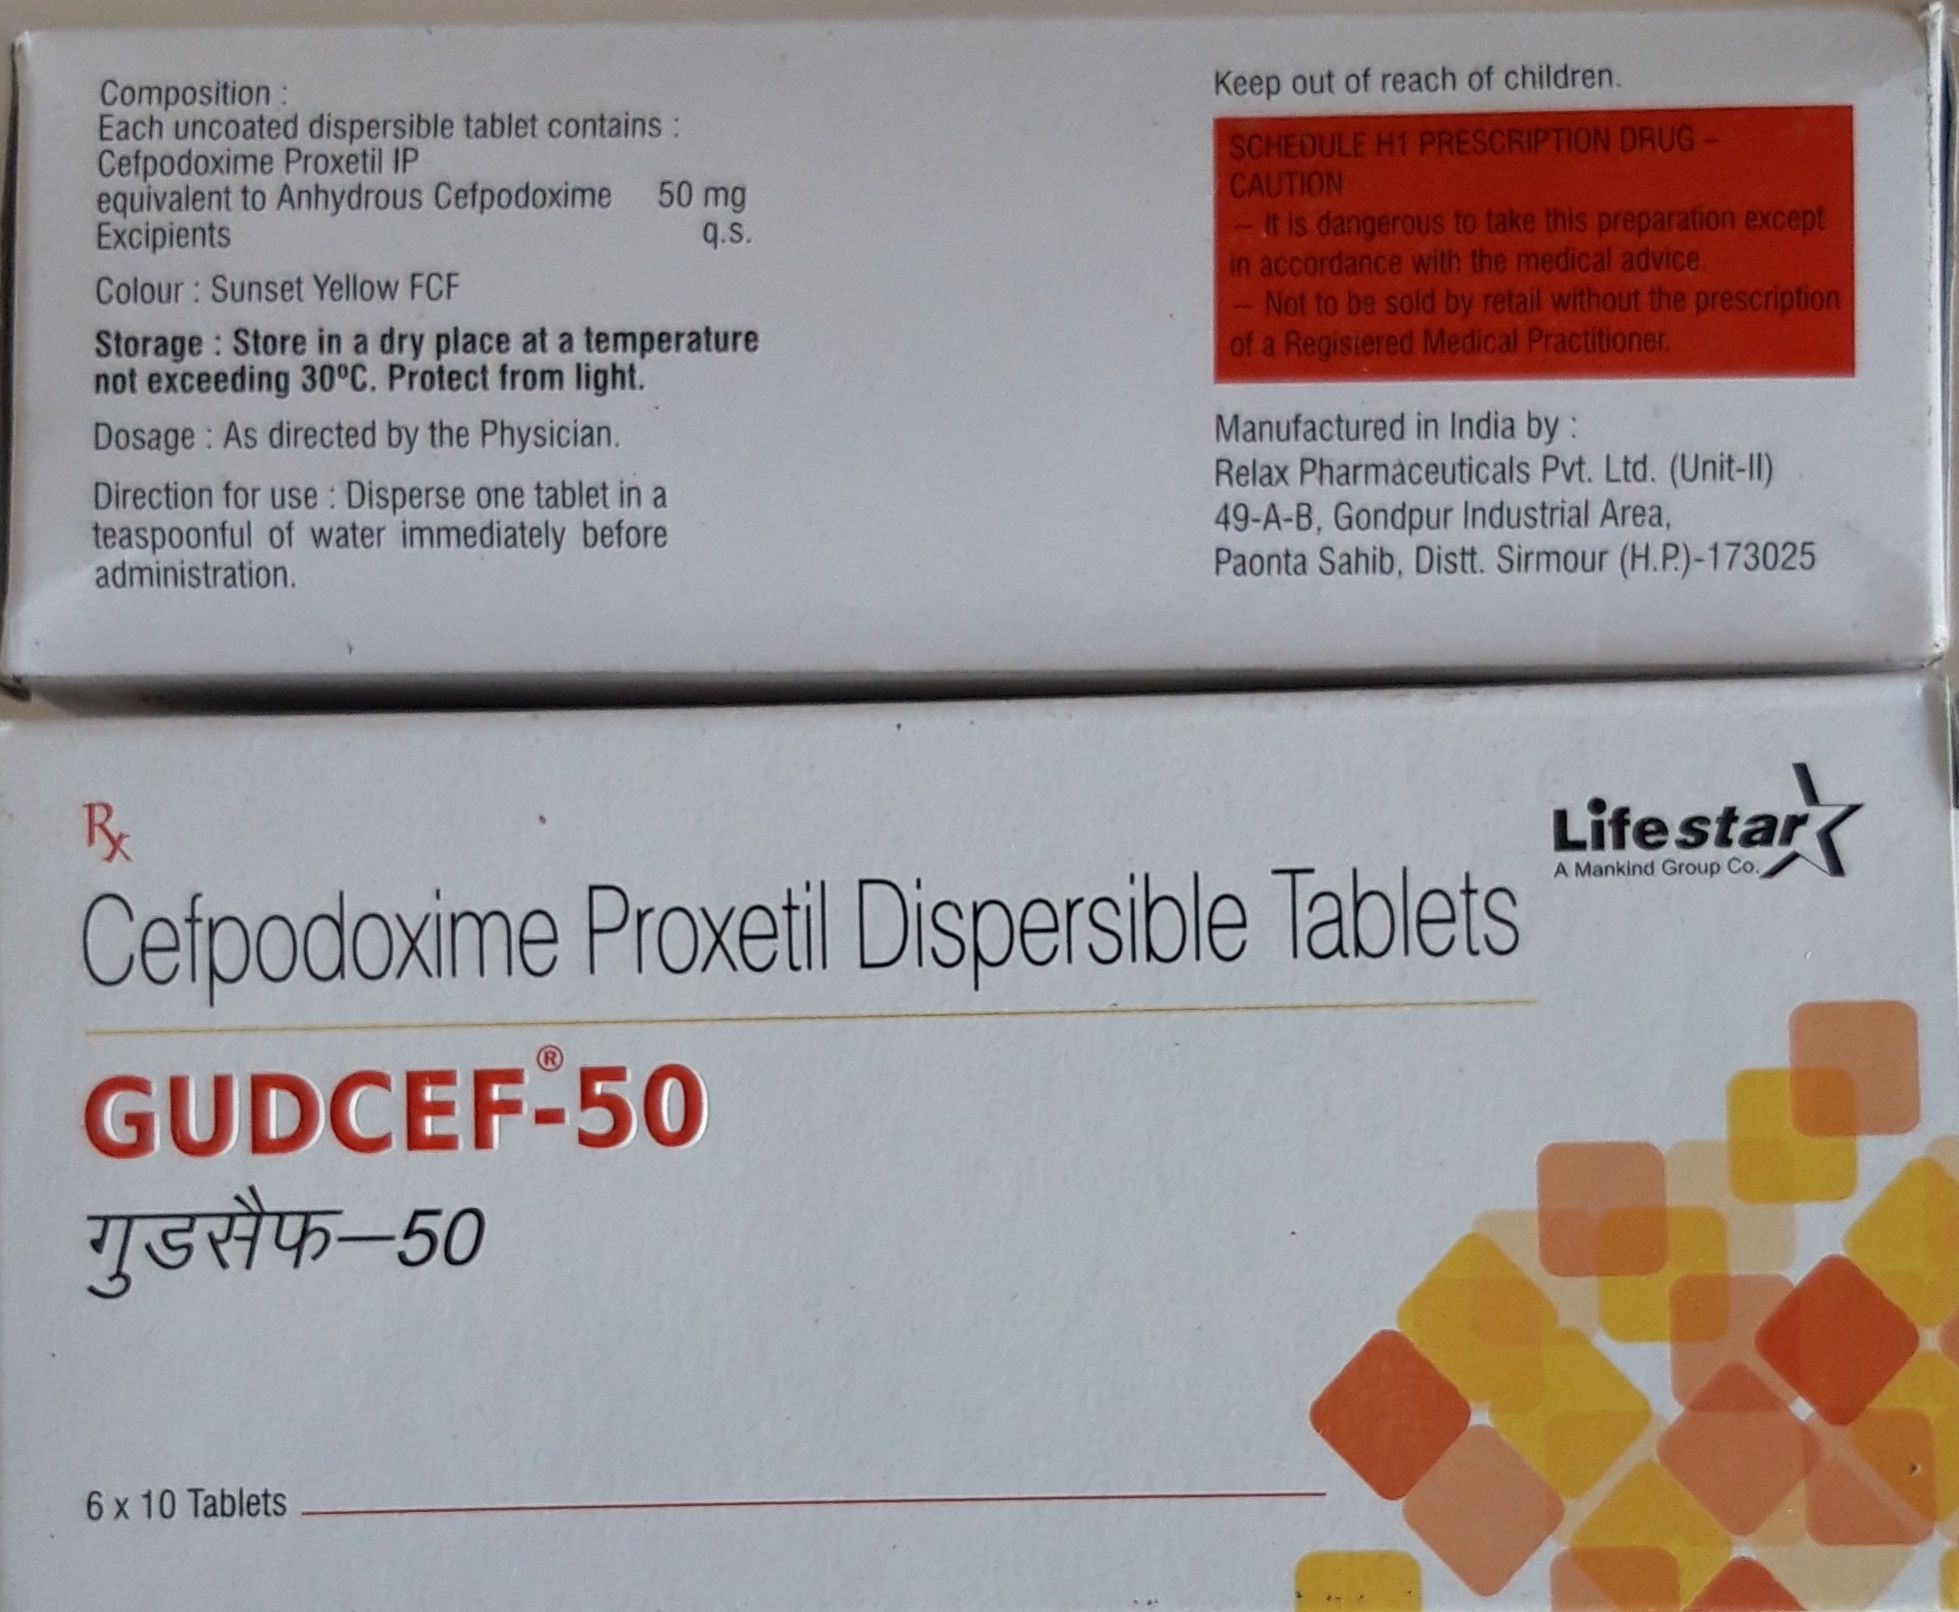 Composition :
Each uncoated dispersible tablet contains :
Cefpodoxime Proxetil IP
equivalent to Anhydrous Cefpodoxime 50 mg
Excipients q.s.
Colour : Sunset Yellow FCF
Storage : Store in a dry place at a temperature
not exceeding 30ºC. Protect from light.
Dosage : As directed by the Physician.
Direction for use : Disperse one tablet in a
teaspoonful of water immediately before
administration.
Keep out of reach of children.
SCHEDULE H1 PRESCRIPTION DRUG –
CAUTION
– It is dangerous to take this preparation except
in accordance with the medical advice.
– Not to be sold by retail without the prescription
of a Registered Medical Practitioner.
Manufactured in India by :
Relax Pharmaceuticals Pvt. Ltd. (Unit-II)
49-A-B, Gondpur Industrial Area,
Paonta Sahib, Distt. Sirmour (H.P.)-173025
Rx
Lifestar
A Mankind Group Co.
Cefpodoxime Proxetil Dispersible Tablets
GUDCEF®-50
गुडसैफ–50
6 x 10 Tablets